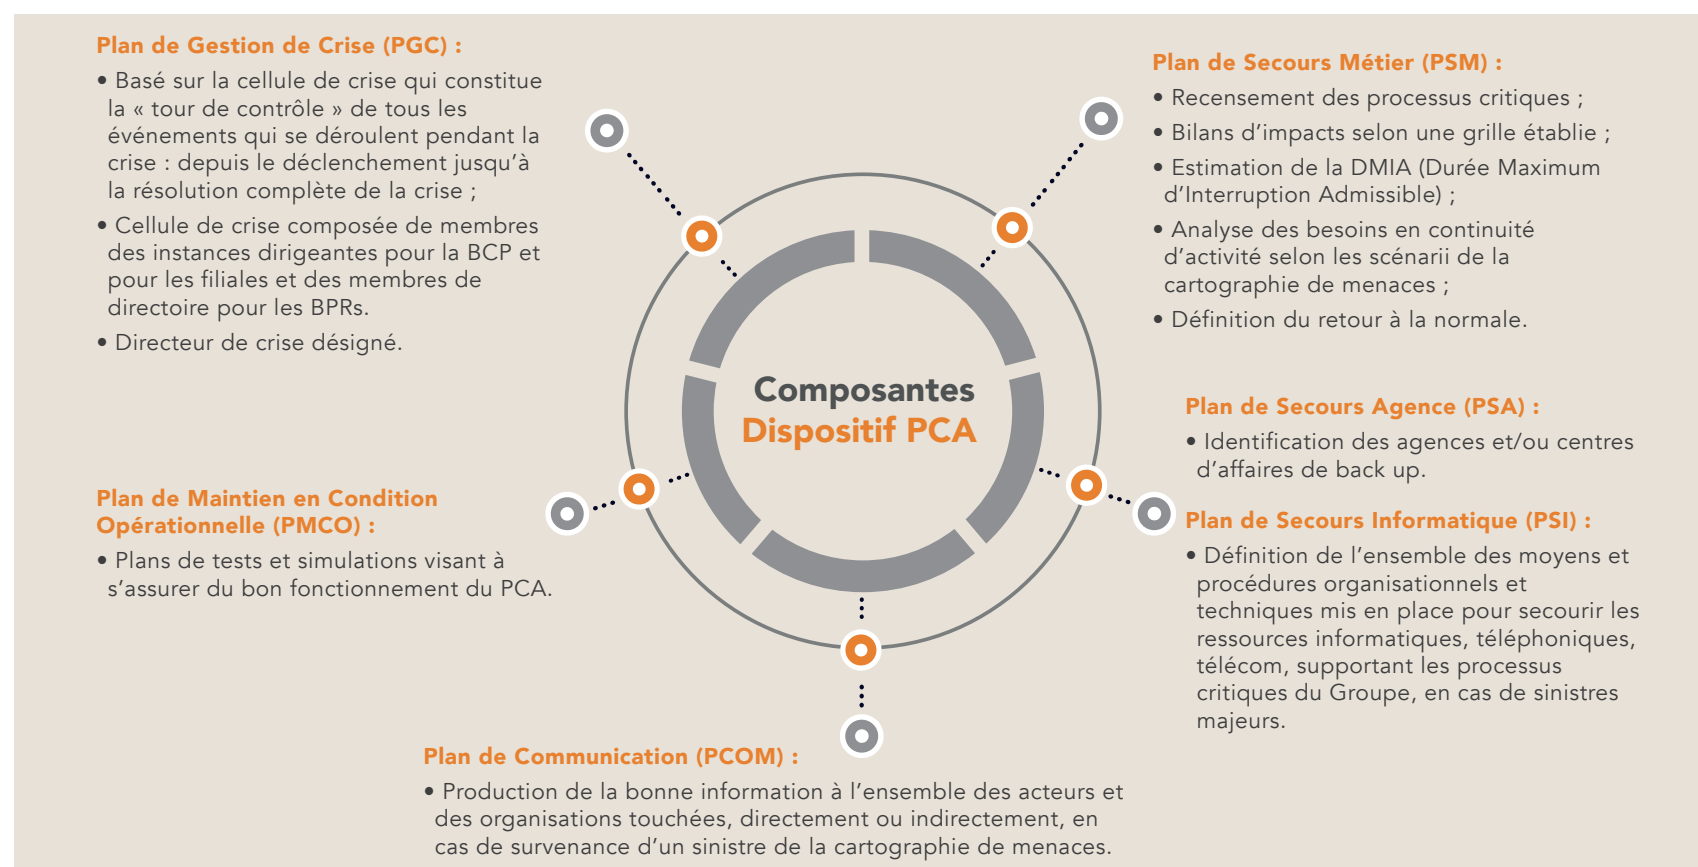 Plan de Gestion de Crise (PGC) :
• Basé sur la cellule de crise qui constitue
la « tour de contrôle » de tous les
événements qui se déroulent pendant la
crise : depuis le déclenchement jusqu'à
la résolution complète de la crise ;
• Cellule de crise composée de membres
des instances dirigeantes pour la BCP et
pour les filiales et des membres de
directoire pour les BPRs.
• Directeur de crise désigné.
Plan de Secours Métier (PSM) :
• Recensement des processus critiques ;
• Bilans d'impacts selon une grille établie ;
• Estimation de la DMIA (Durée Maximum
d'Interruption Admissible) ;
• Analyse des besoins en continuité
d'activité selon les scénarii de la
cartographie de menaces ;
• Définition du retour à la normale.
Composantes
Dispositif PCA
Plan de Secours Agence (PSA) :
• Identification des agences et/ou centres
d'affaires de back up.
Plan de Maintien en Condition
Opérationnelle (PMCO) :
• Plans de tests et simulations visant à
s'assurer du bon fonctionnement du PCA.
Plan de Secours Informatique (PSI) :
• Définition de l'ensemble des moyens et
procédures organisationnels et
techniques mis en place pour secourir les
ressources informatiques, téléphoniques,
télécom, supportant les processus
critiques du Groupe, en cas de sinistres
majeurs.
Plan de Communication (PCOM) :
• Production de la bonne information à l'ensemble des acteurs et
des organisations touchées, directement ou indirectement, en
cas de survenance d'un sinistre de la cartographie de menaces.